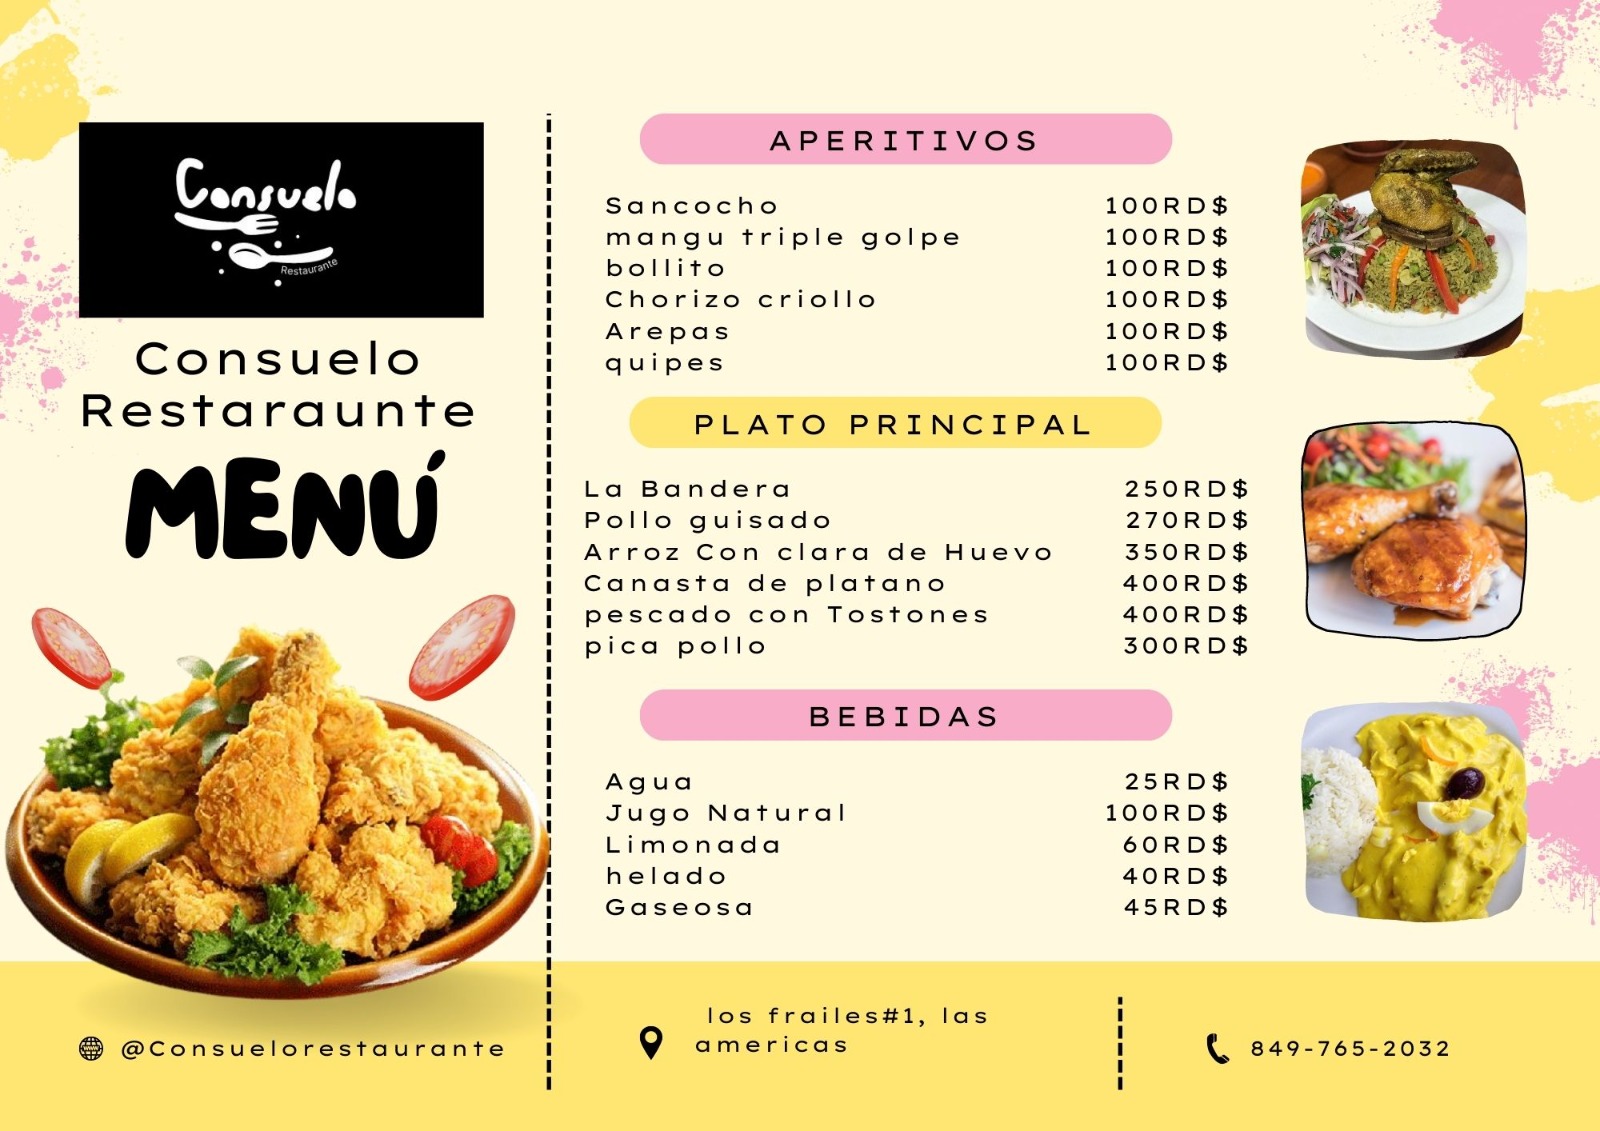 Consuelo
Restaurante
Consuelo
Restaraunte
MENÚ
@Consuelorestaurante
APERITIVOS
Sancocho 100RD$
mangu triple golpe 100RD$
bollito 100RD$
Chorizo criollo 100RD$
Arepas 100RD$
quipes 100RD$
PLATO PRINCIPAL
La Bandera 250RD$
Pollo guisado 270RD$
Arroz Con clara de Huevo 350RD$
Canasta de platano 400RD$
pescado con Tostones 400RD$
pica pollo 300RD$
BEBIDAS
Agua 25RD$
Jugo Natural 100RD$
Limonada 60RD$
helado 40RD$
Gaseosa 45RD$
los frailes#1, las
americas
849-765-2032